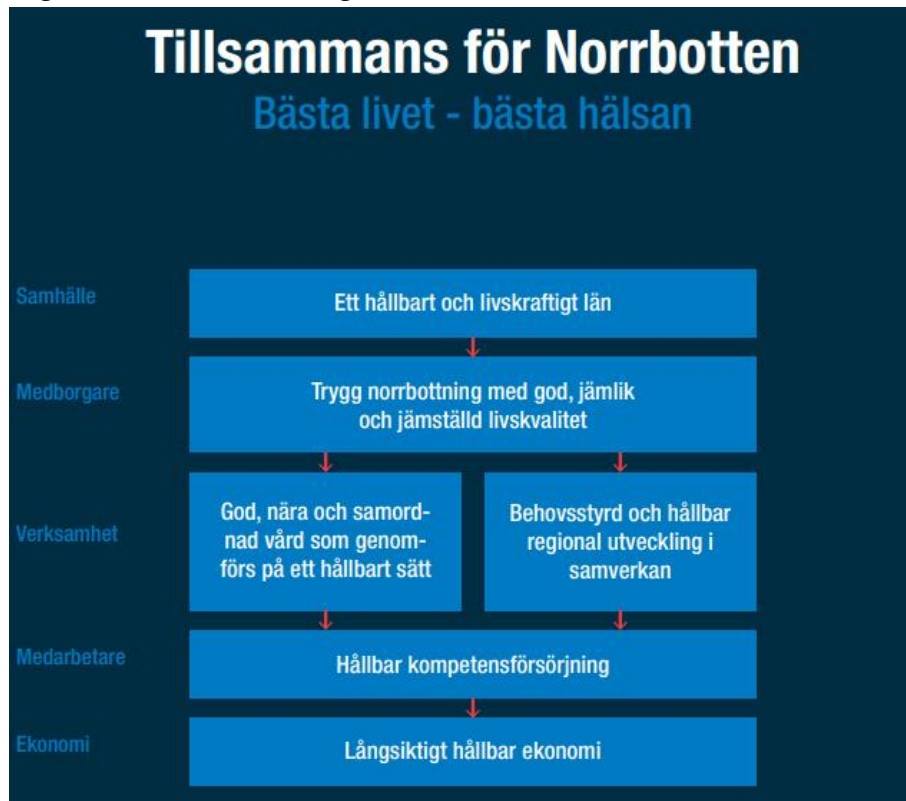 Tillsammans för Norrbotten
Bästa livet - bästa hälsan
Samhälle
Ett hållbart och livskraftigt län
Medborgare
Trygg norrbottning med god, jämlik
och jämställd livskvalitet
Verksamhet
God, nära och samord-
nad vård som genom-
förs på ett hållbart sätt
Behovsstyrd och hållbar
regional utveckling i
samverkan
Medarbetare
Hållbar kompetensförsörjning
Ekonomi
Långsiktigt hållbar ekonomi